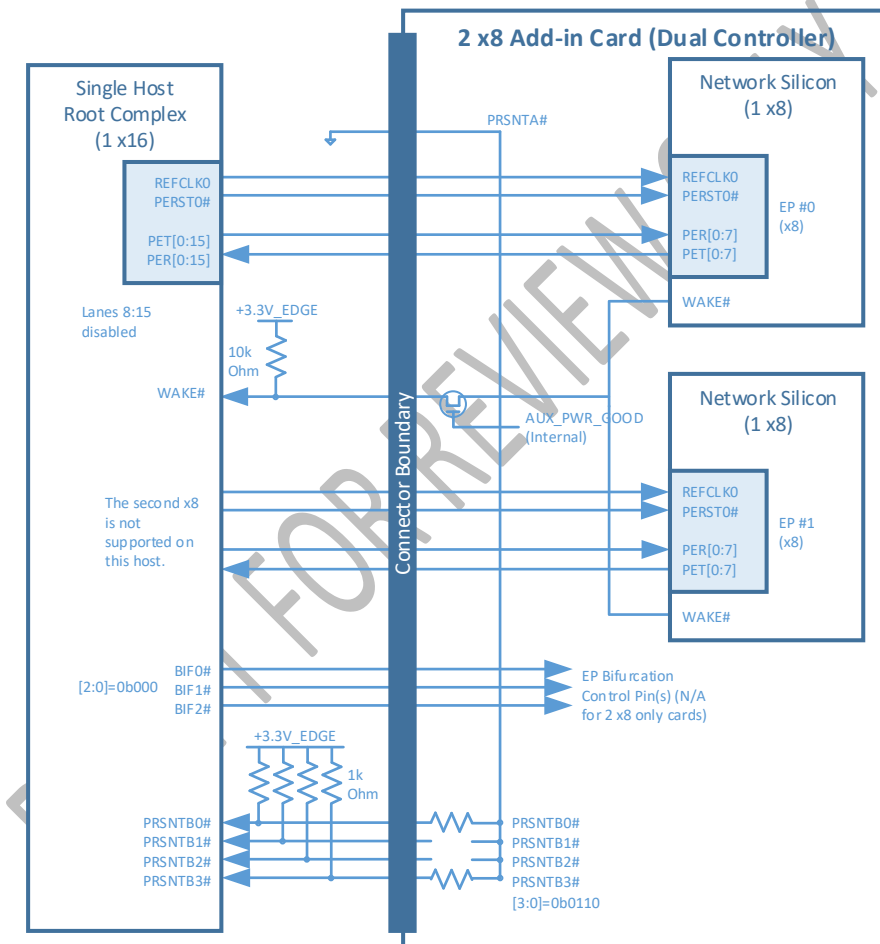 2 x8 Add-in Card (Dual Controller)
Single Host
Root Complex
(1 x16)
REFCLK0
PERST0#
PET[0:15]
PER[0:15]
Lanes 8:15
disabled
+3.3V_EDGE
10k
Ohm
WAKE#
The second x8
is not
supported on
this host.
BIF0#
BIF1#
BIF2#
[2:0]=0b000
+3.3V_EDGE
1k
Ohm
PRSNTB0#
PRSNTB1#
PRSNTB2#
PRSNTB3#
Connector Boundary
PRSNTA#
AUX_PWR_GOOD
(Internal)
Network Silicon
(1 x8)
REFCLK0
PERST0#
PER[0:7]
PET[0:7]
EP #0
(x8)
WAKE#
Network Silicon
(1 x8)
REFCLK0
PERST0#
PER[0:7]
PET[0:7]
EP #1
(x8)
WAKE#
EP Bifurcation
Control Pin(s) (N/A
for 2 x8 only cards)
PRSNTB0#
PRSNTB1#
PRSNTB2#
PRSNTB3#
[3:0]=0b0110
FOR REVIEW